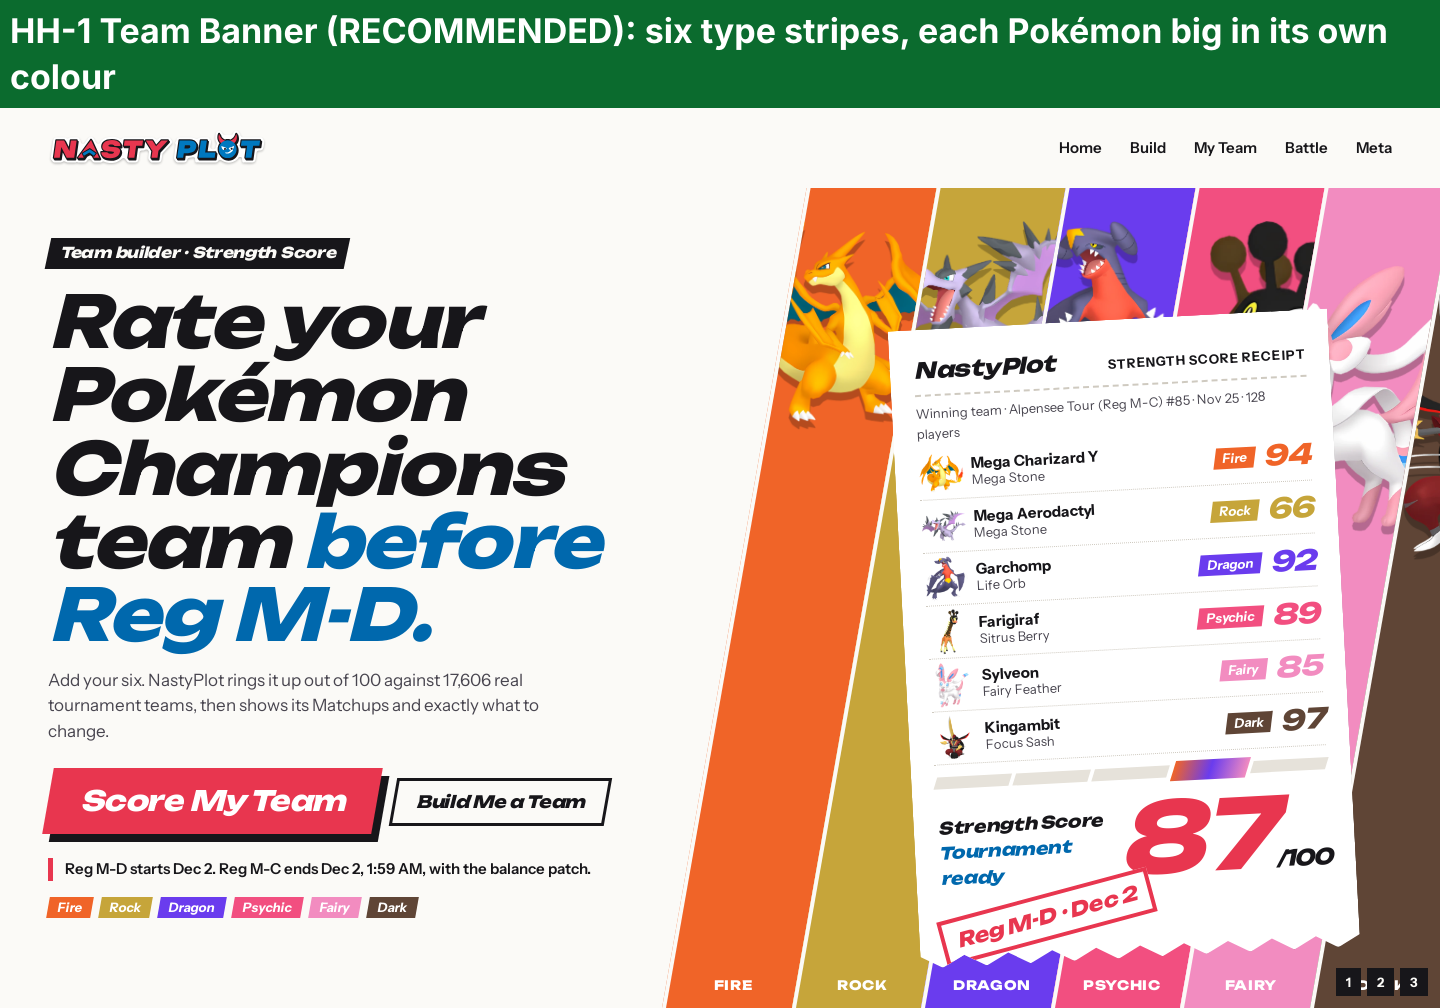 HH-1 Team Banner (RECOMMENDED): six type stripes, each Pokémon big in its own
colour
NASTY PLOT
Home Build My Team Battle Meta
Team builder · Strength Score
Rate your
Pokémon
Champions
team before
Reg M-D.
Add your six. NastyPlot rings it up out of 100 against 17,606 real
tournament teams, then shows its Matchups and exactly what to
change.
Score My Team
Build Me a Team
Reg M-D starts Dec 2. Reg M-C ends Dec 2, 1:59 AM, with the balance patch.
Fire Rock Dragon Psychic Fairy Dark
NastyPlot STRENGTH SCORE RECEIPT
Winning team · Alpensee Tour (Reg M-C) #85 · Nov 25 · 128
players
Mega Charizard Y
Mega Stone
Fire 94
Mega Aerodactyl
Mega Stone
Rock 66
Garchomp
Life Orb
Dragon 92
Farigiraf
Sitrus Berry
Psychic 89
Sylveon
Fairy Feather
Fairy 85
Kingambit
Focus Sash
Dark 97
Strength Score
Tournament
ready
87/100
Reg M-D · Dec 2
FIRE ROCK DRAGON PSYCHIC FAIRY
1 2 3